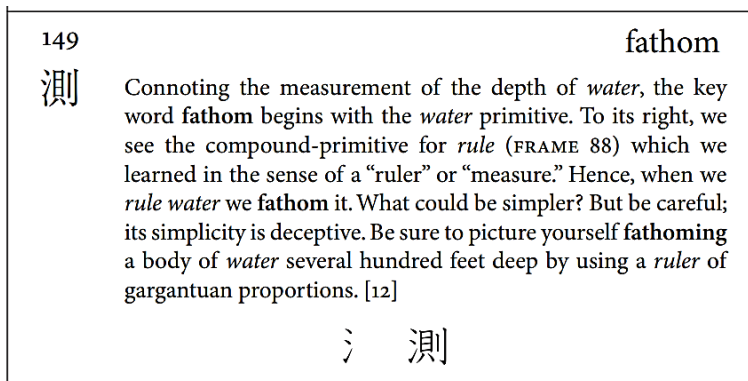 149 fathom
測 Connoting the measurement of the depth of water, the key
word fathom begins with the water primitive. To its right, we
see the compound-primitive for rule (FRAME 88) which we
learned in the sense of a “ruler” or “measure.” Hence, when we
rule water we fathom it. What could be simpler? But be careful;
its simplicity is deceptive. Be sure to picture yourself fathoming
a body of water several hundred feet deep by using a ruler of
gargantuan proportions. [12]
氵 測